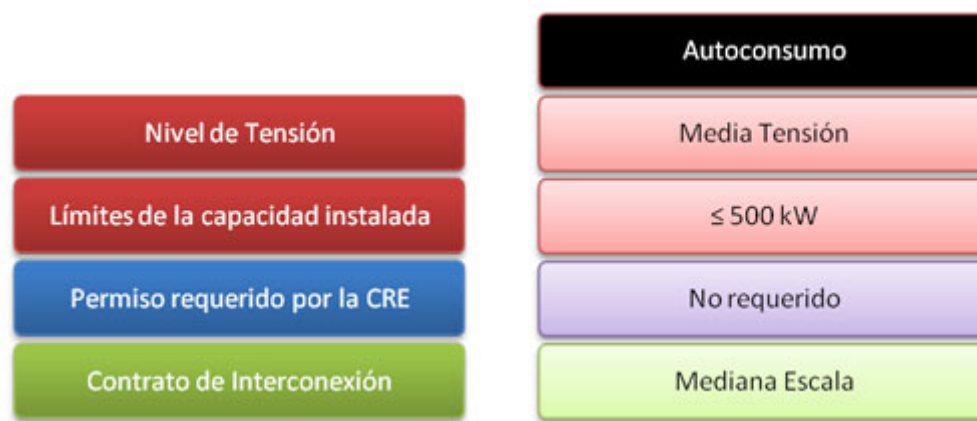 Autoconsumo
Nivel de Tensión
Media Tensión
Límites de la capacidad instalada
≤ 500 kW
Permiso requerido por la CRE
No requerido
Contrato de Interconexión
Mediana Escala